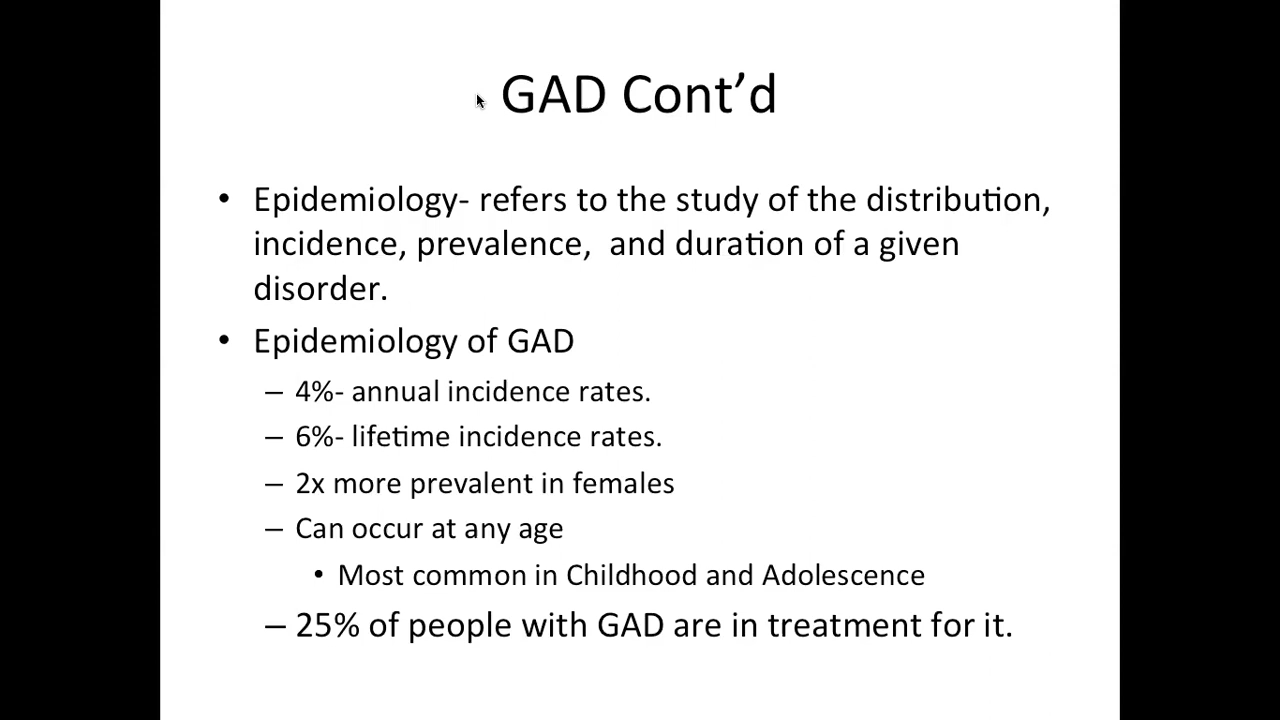 GAD Cont’d
• Epidemiology- refers to the study of the distribution,
incidence, prevalence,  and duration of a given
disorder.
• Epidemiology of GAD
– 4%- annual incidence rates.
– 6%- lifetime incidence rates.
– 2x more prevalent in females
– Can occur at any age
• Most common in Childhood and Adolescence
– 25% of people with GAD are in treatment for it.